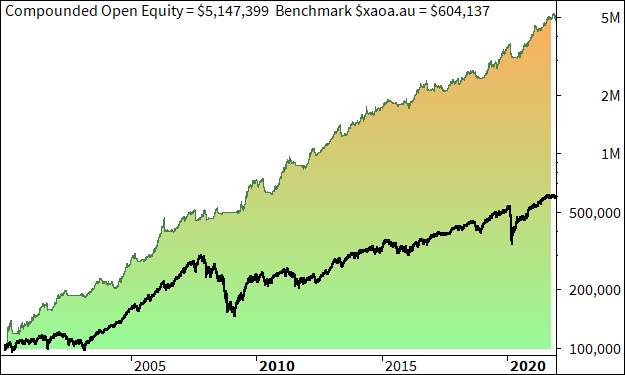 Compounded Open Equity = $5,147,399  Benchmark $xaoa.au = $604,137
5M
2M
1M
500,000
200,000
100,000
2005 2010 2015 2020